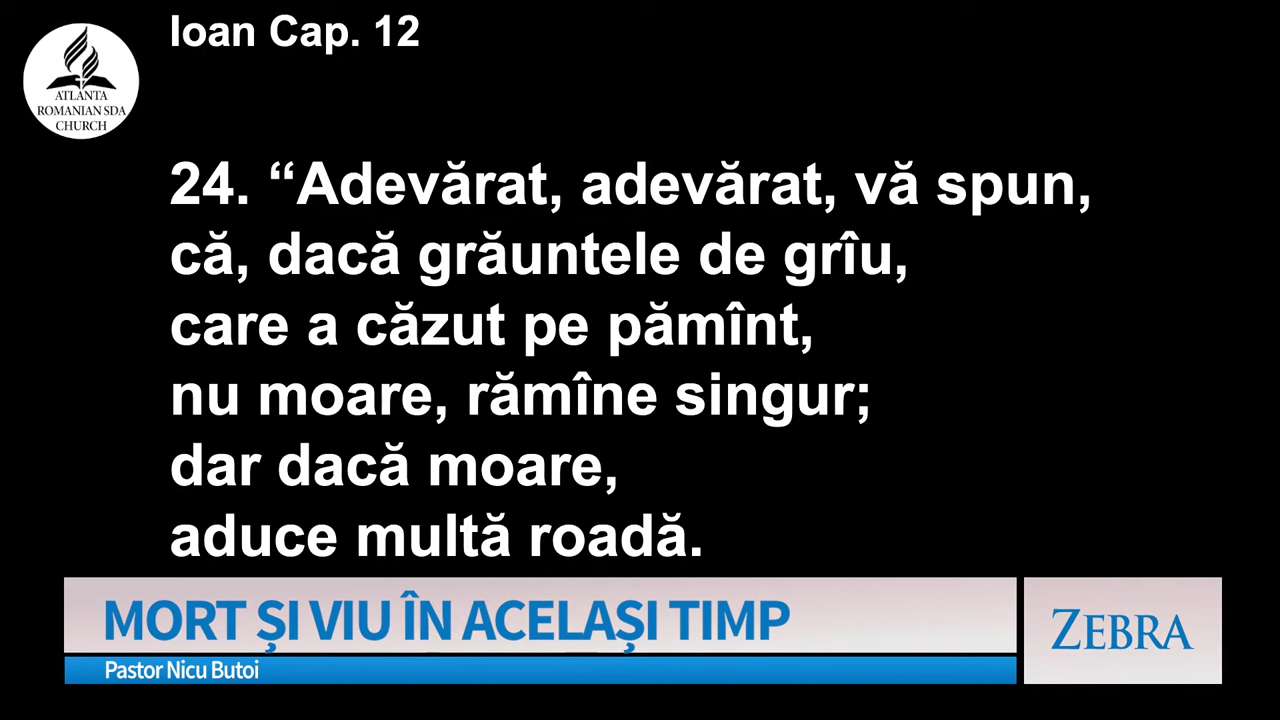 Ioan Cap. 12
ATLANTA
ROMANIAN SDA
CHURCH
24. “Adevărat, adevărat, vă spun,
că, dacă grăuntele de grîu,
care a căzut pe pămînt,
nu moare, rămîne singur;
dar dacă moare,
aduce multă roadă.
MORT ȘI VIU ÎN ACELAȘI TIMP
Pastor Nicu Butoi
ZEBRA